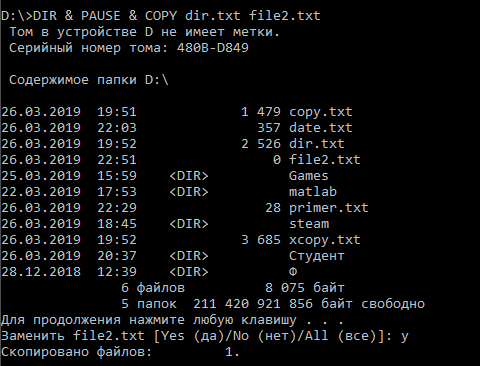 D:\>DIR & PAUSE & COPY dir.txt file2.txt
Том в устройстве D не имеет метки.
Серийный номер тома: 480B-D849
Содержимое папки D:\
26.03.2019 19:51 1 479 copy.txt
26.03.2019 22:03 357 date.txt
26.03.2019 19:52 2 526 dir.txt
26.03.2019 22:51 0 file2.txt
25.03.2019 15:59 <DIR> Games
22.03.2019 17:53 <DIR> matlab
26.03.2019 22:29 28 primer.txt
26.03.2019 18:45 <DIR> steam
26.03.2019 19:52 3 685 xcopy.txt
26.03.2019 20:37 <DIR> Студент
28.12.2018 12:39 <DIR> Ф
6 файлов 8 075 байт
5 папок 211 420 921 856 байт свободно
Для продолжения нажмите любую клавишу . . .
Заменить file2.txt [Yes (да)/No (нет)/All (все)]: y
Скопировано файлов: 1.